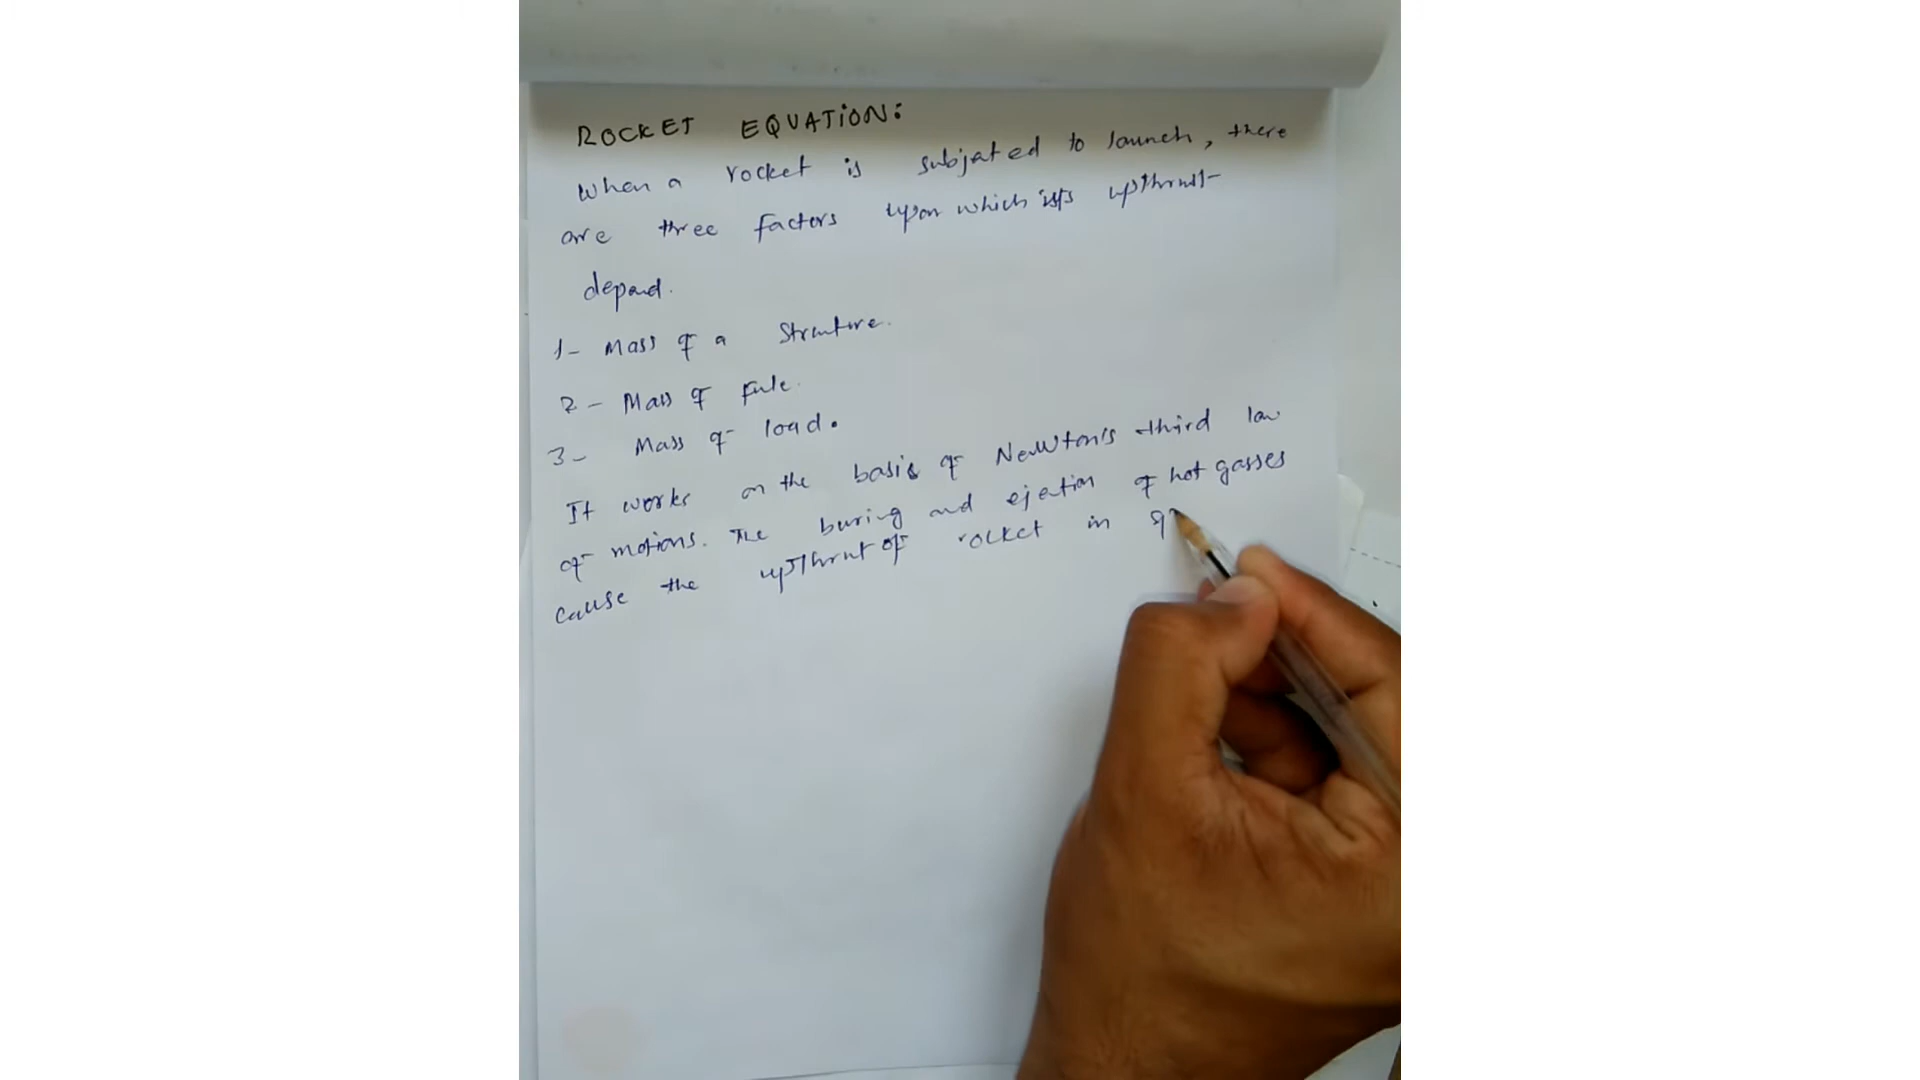 ROCKET EQUATION:
When a rocket is subjated to launch, there
are three factors upon which its upthrust
depend.
1- Mass of a Structure.
2- Mass of fule.
3- Mass of load.
It works on the basis of Newton's third law
of motions. The buring and ejection of hot gasses
cause the upthrut of rocket in